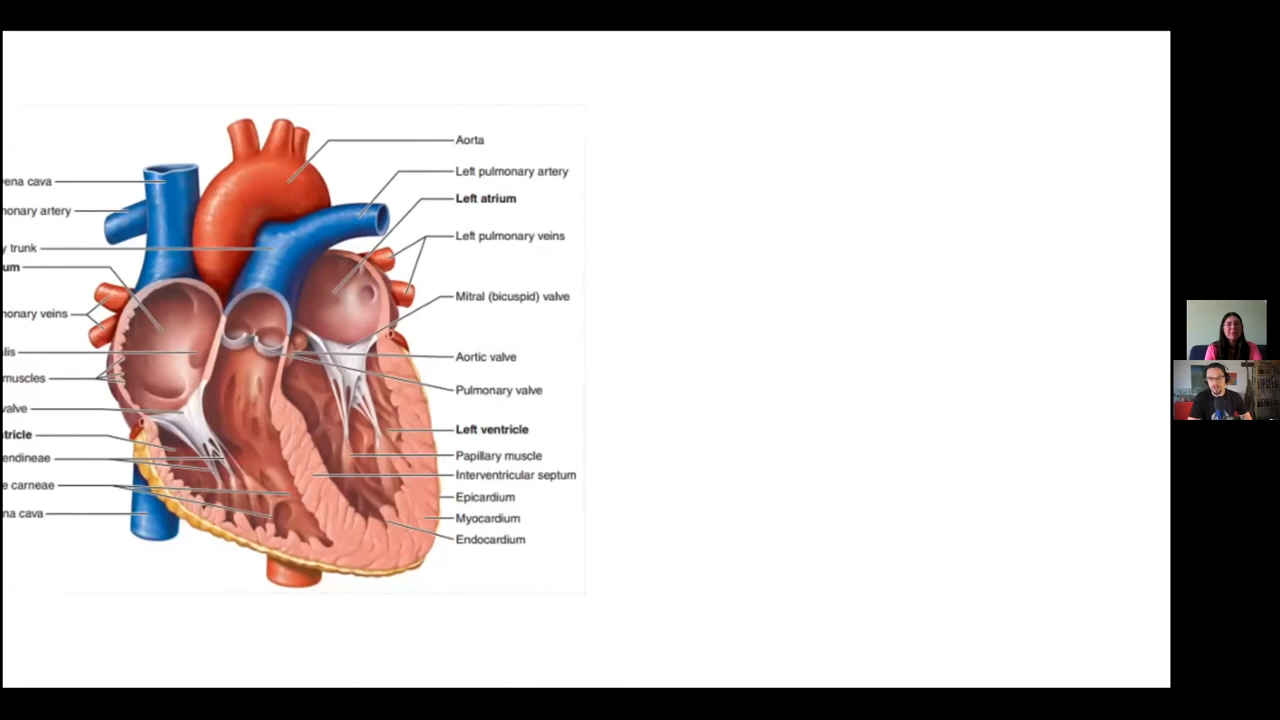 vena cava
monary artery
y trunk
um
monary veins
lis
muscles
valve
tricle
endineae
e carneae
na cava
Aorta
Left pulmonary artery
Left atrium
Left pulmonary veins
Mitral (bicuspid) valve
Aortic valve
Pulmonary valve
Left ventricle
Papillary muscle
Interventricular septum
Epicardium
Myocardium
Endocardium